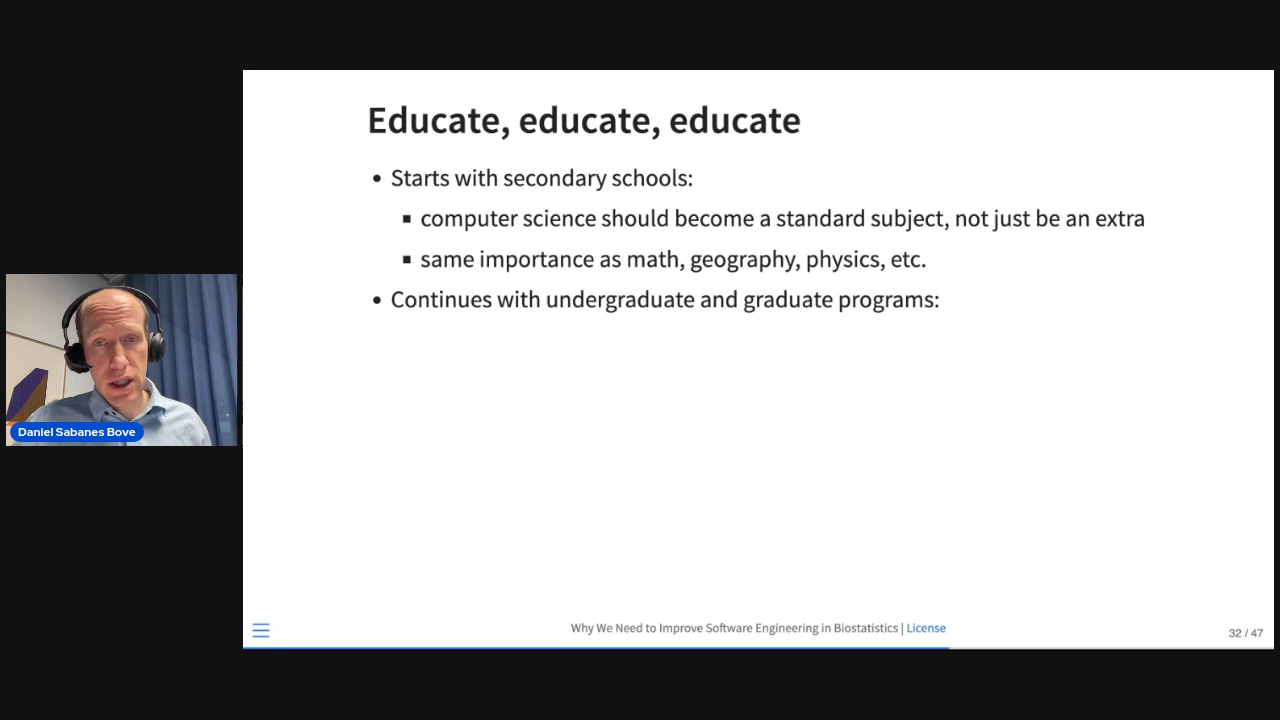 Educate, educate, educate
• Starts with secondary schools:
▪ computer science should become a standard subject, not just be an extra
▪ same importance as math, geography, physics, etc.
• Continues with undergraduate and graduate programs:
Daniel Sabanes Bove
Why We Need to Improve Software Engineering in Biostatistics | License
32 / 47